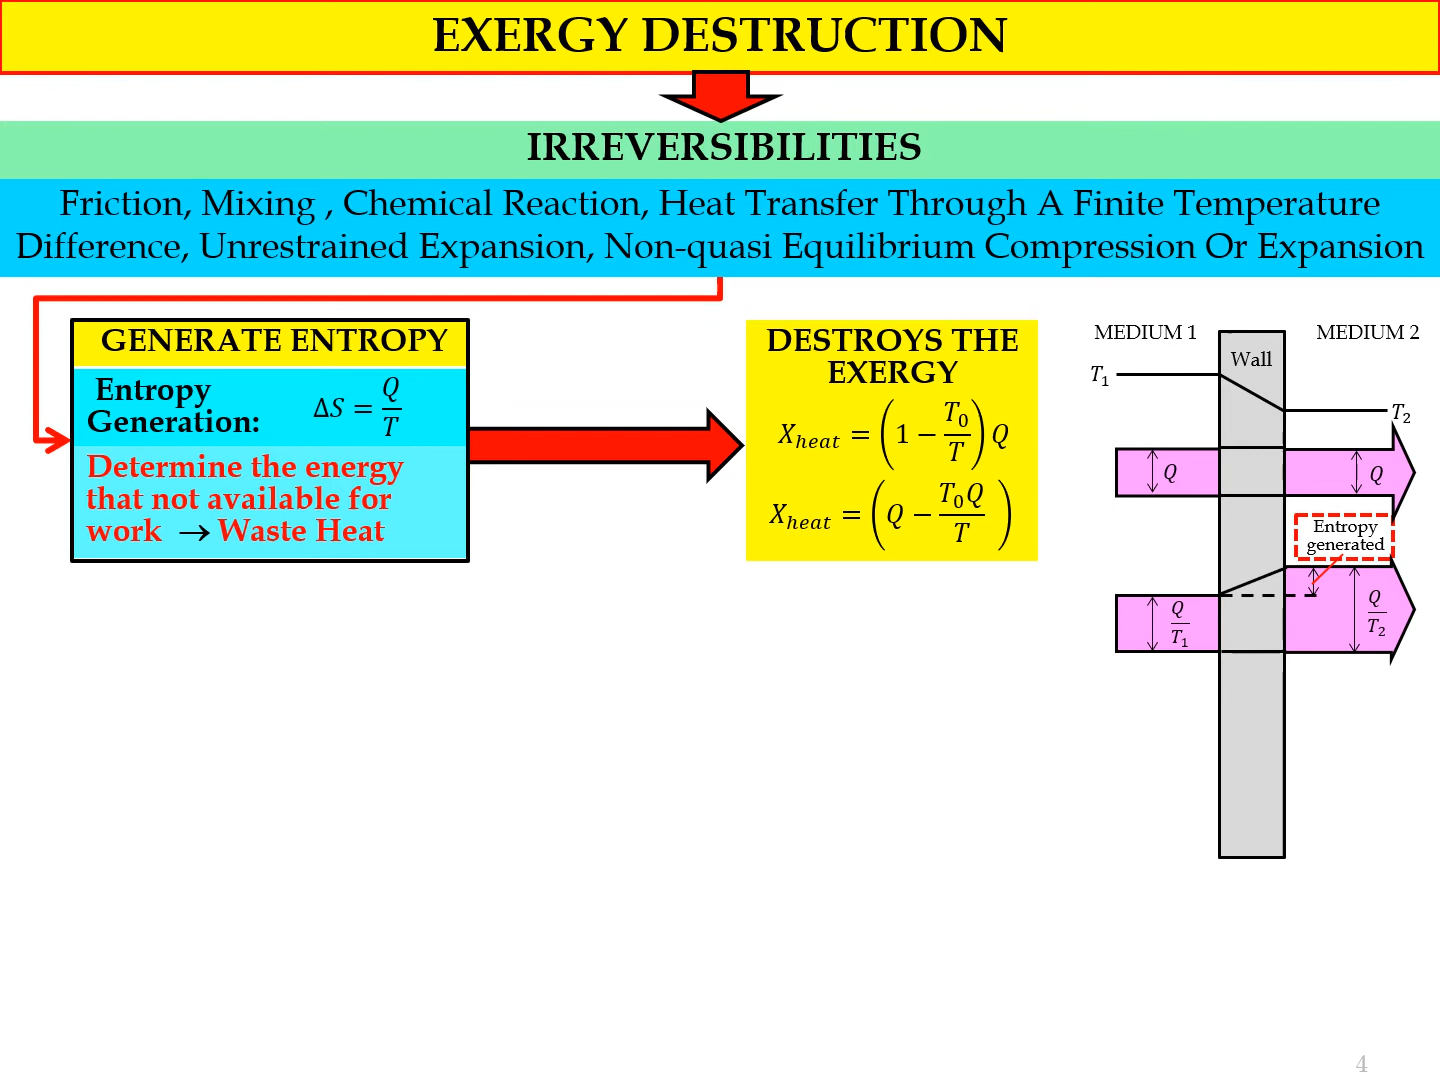 EXERGY DESTRUCTION
IRREVERSIBILITIES
Friction, Mixing , Chemical Reaction, Heat Transfer Through A Finite Temperature
Difference, Unrestrained Expansion, Non-quasi Equilibrium Compression Or Expansion
GENERATE ENTROPY
Entropy
Generation: ΔS = Q/T
Determine the energy
that not available for
work → Waste Heat
DESTROYS THE
EXERGY
X_heat = (1 − T_0/T) Q
X_heat = (Q − T_0Q/T)
MEDIUM 1
MEDIUM 2
Wall
T_1
T_2
Q
Q
Entropy
generated
Q/T_1
Q/T_2
4